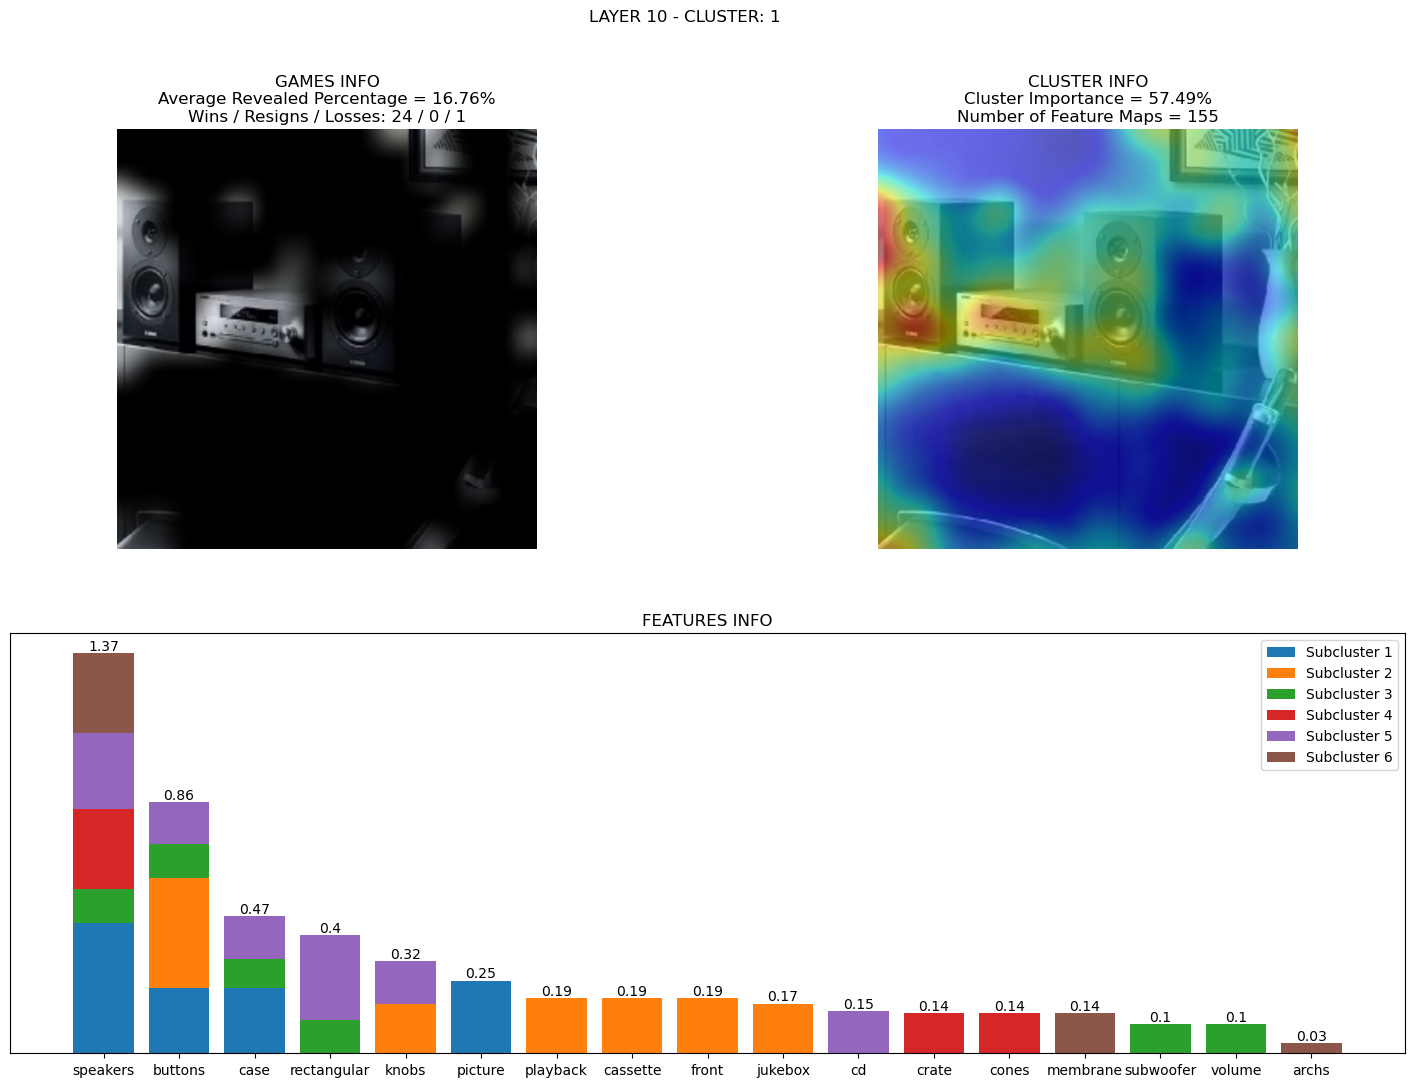 LAYER 10 - CLUSTER: 1
GAMES INFO
Average Revealed Percentage = 16.76%
Wins / Resigns / Losses: 24 / 0 / 1
CLUSTER INFO
Cluster Importance = 57.49%
Number of Feature Maps = 155
FEATURES INFO
1.37
0.86
0.47
0.4
0.32
0.25
0.19
0.19
0.19
0.17
0.15
0.14
0.14
0.14
0.1
0.1
0.03
Subcluster 1
Subcluster 2
Subcluster 3
Subcluster 4
Subcluster 5
Subcluster 6
speakers buttons case rectangular knobs picture playback cassette front jukebox cd crate cones membrane subwoofer volume archs